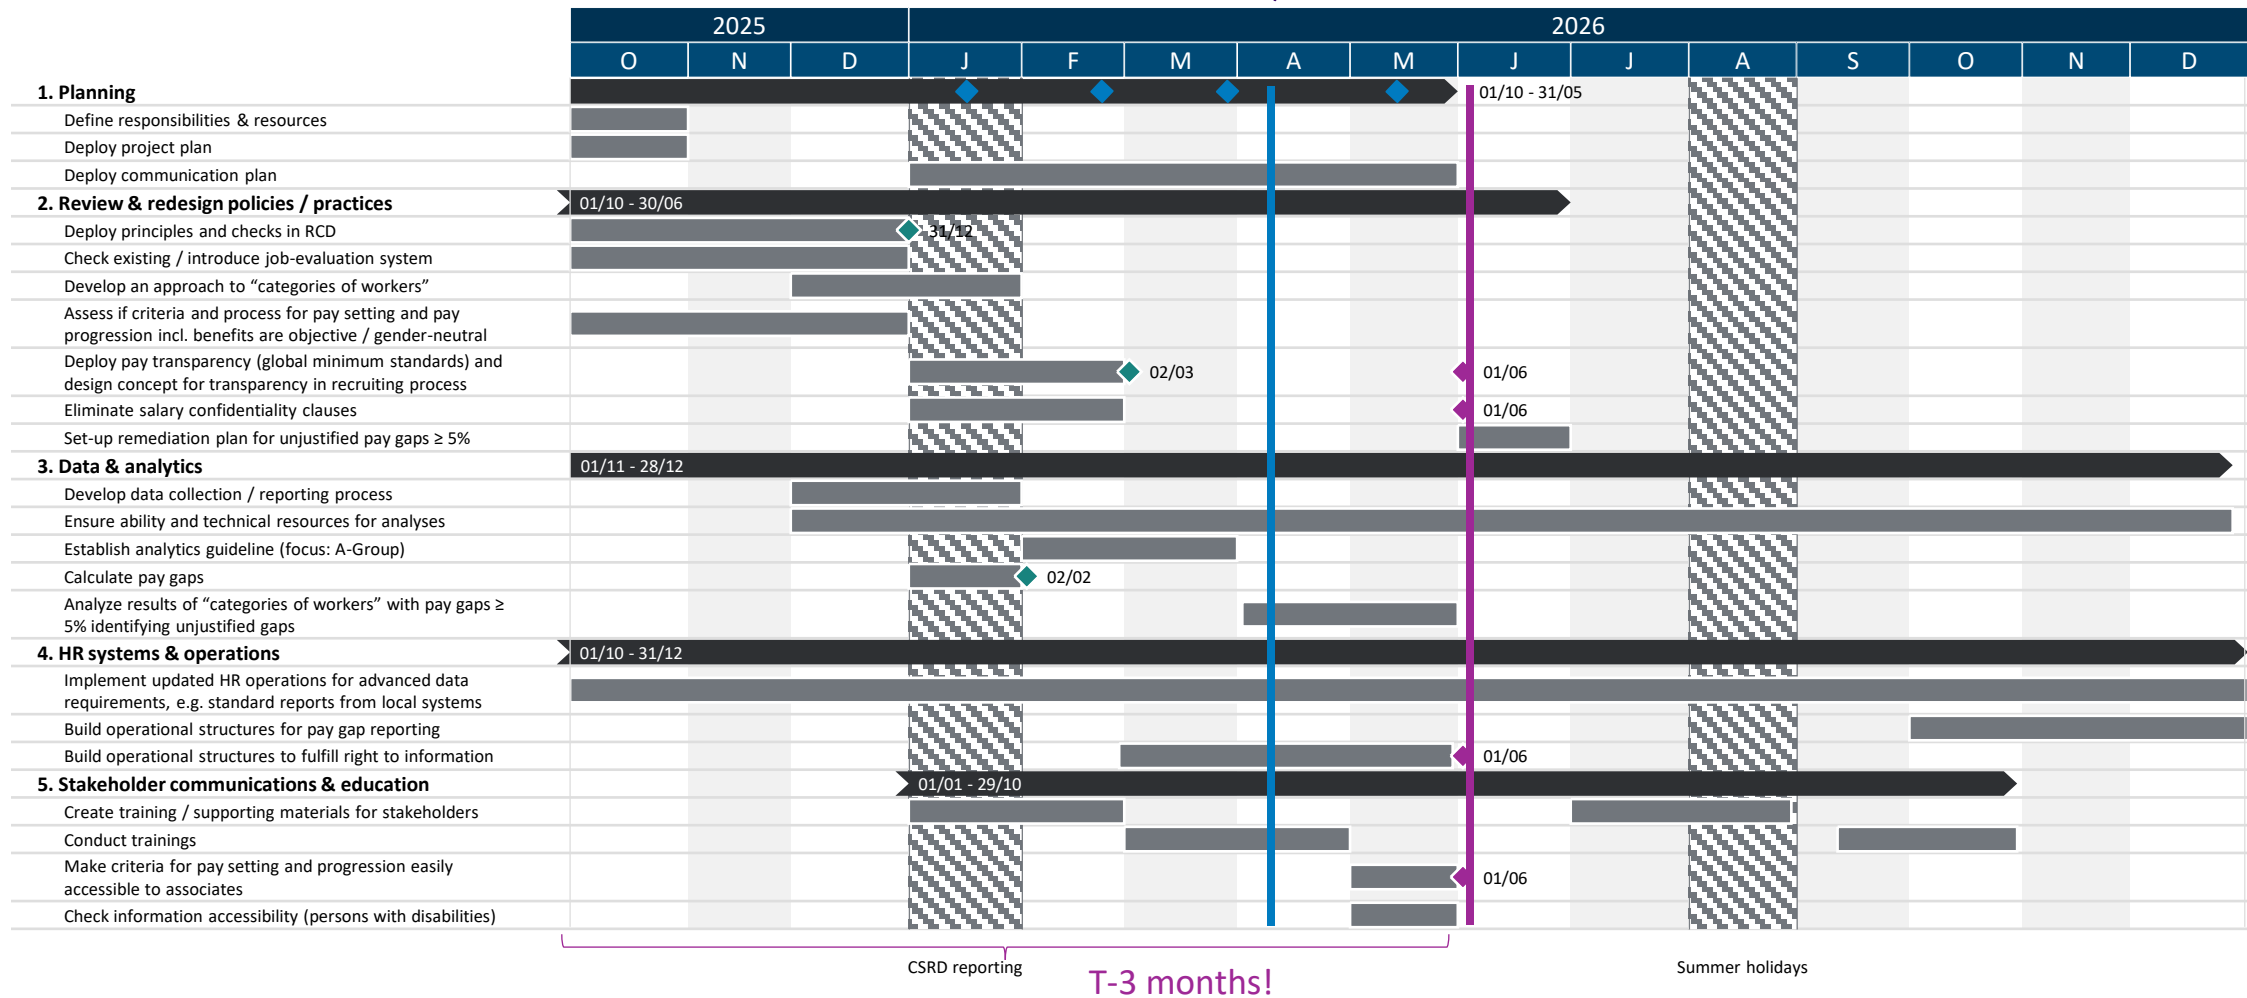 2025
2026
O N D J F M A M J J A S O N D
1. Planning
01/10 - 31/05
Define responsibilities & resources
Deploy project plan
Deploy communication plan
2. Review & redesign policies / practices
01/10 - 30/06
Deploy principles and checks in RCD
31/12
Check existing / introduce job-evaluation system
Develop an approach to “categories of workers”
Assess if criteria and process for pay setting and pay
progression incl. benefits are objective / gender-neutral
Deploy pay transparency (global minimum standards) and
design concept for transparency in recruiting process
02/03
01/06
Eliminate salary confidentiality clauses
01/06
Set-up remediation plan for unjustified pay gaps ≥ 5%
3. Data & analytics
01/11 - 28/12
Develop data collection / reporting process
Ensure ability and technical resources for analyses
Establish analytics guideline (focus: A-Group)
Calculate pay gaps
02/02
Analyze results of “categories of workers” with pay gaps ≥
5% identifying unjustified gaps
4. HR systems & operations
01/10 - 31/12
Implement updated HR operations for advanced data
requirements, e.g. standard reports from local systems
Build operational structures for pay gap reporting
Build operational structures to fulfill right to information
01/06
5. Stakeholder communications & education
01/01 - 29/10
Create training / supporting materials for stakeholders
Conduct trainings
Make criteria for pay setting and progression easily
accessible to associates
01/06
Check information accessibility (persons with disabilities)
CSRD reporting
Summer holidays
T-3 months!